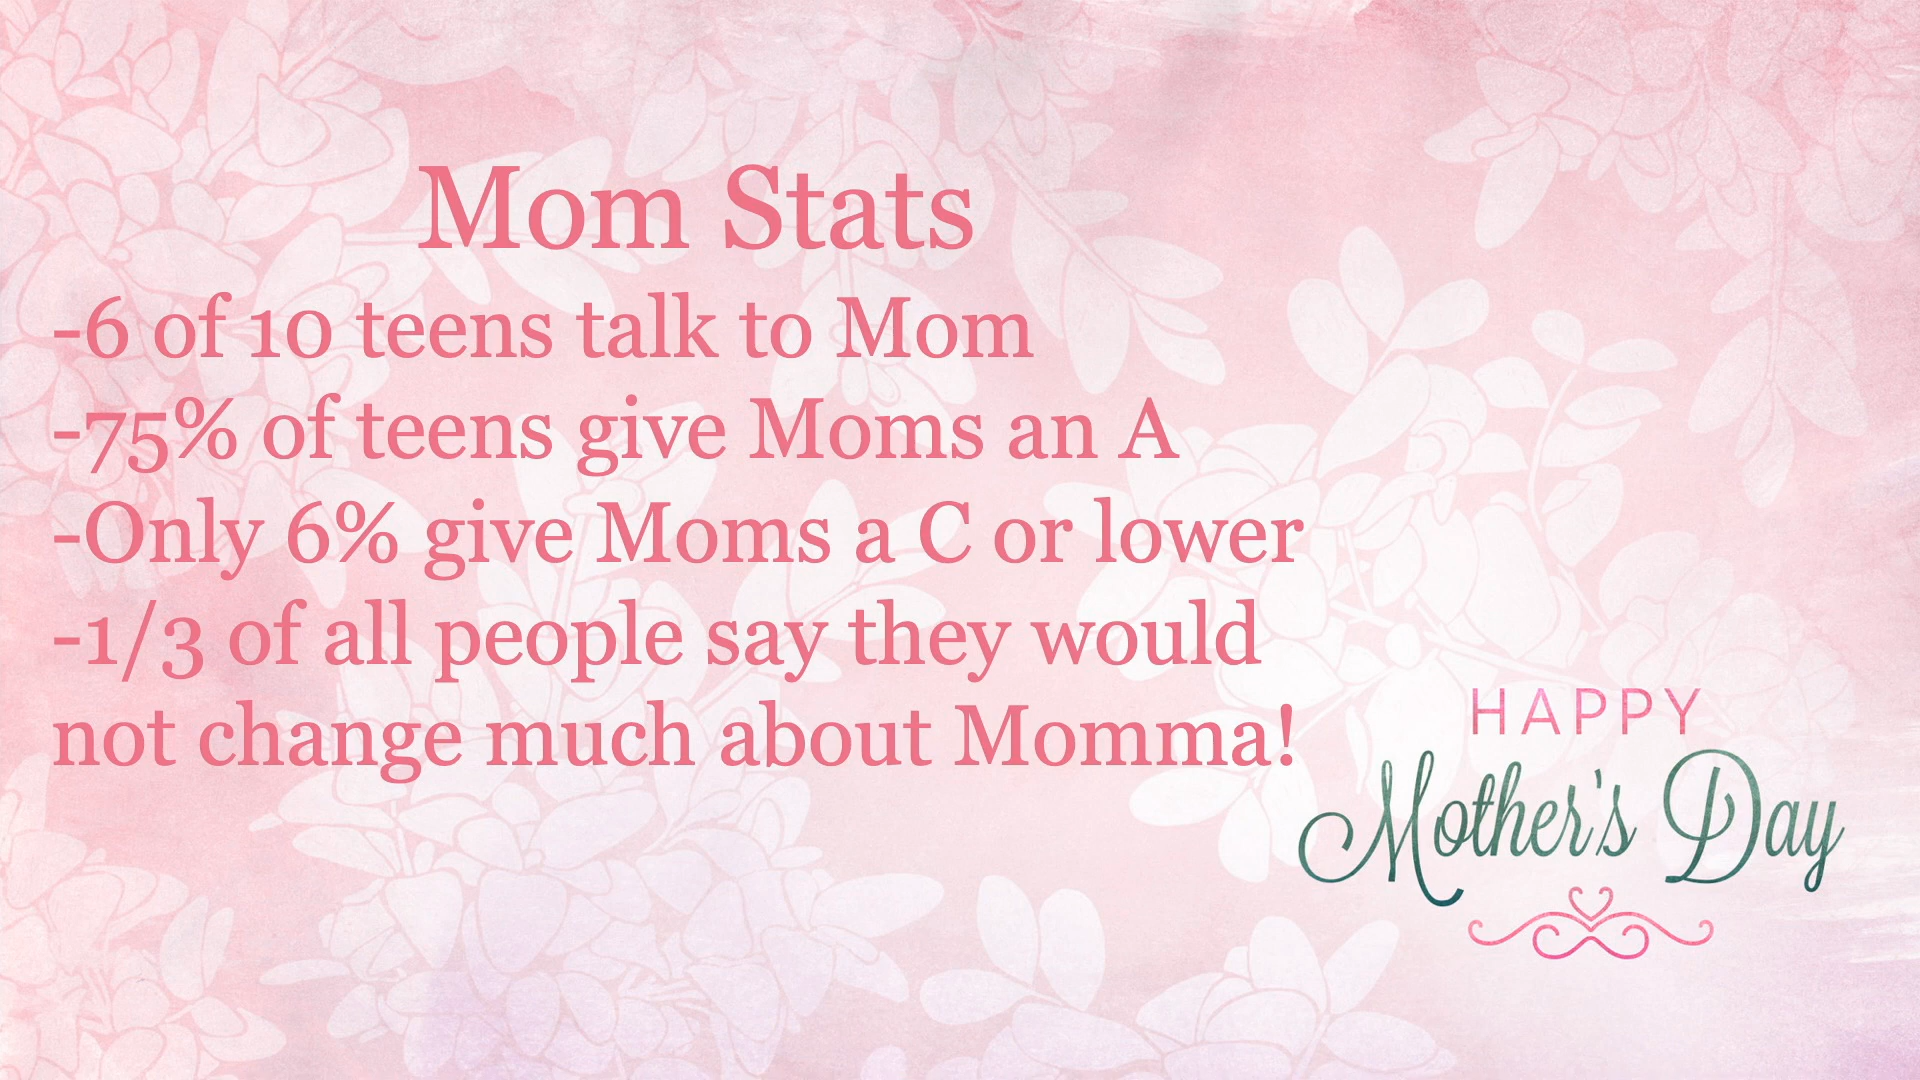 Mom Stats
-6 of 10 teens talk to Mom
-75% of teens give Moms an A
-Only 6% give Moms a C or lower
-1/3 of all people say they would
not change much about Momma!
HAPPY
Mother's Day